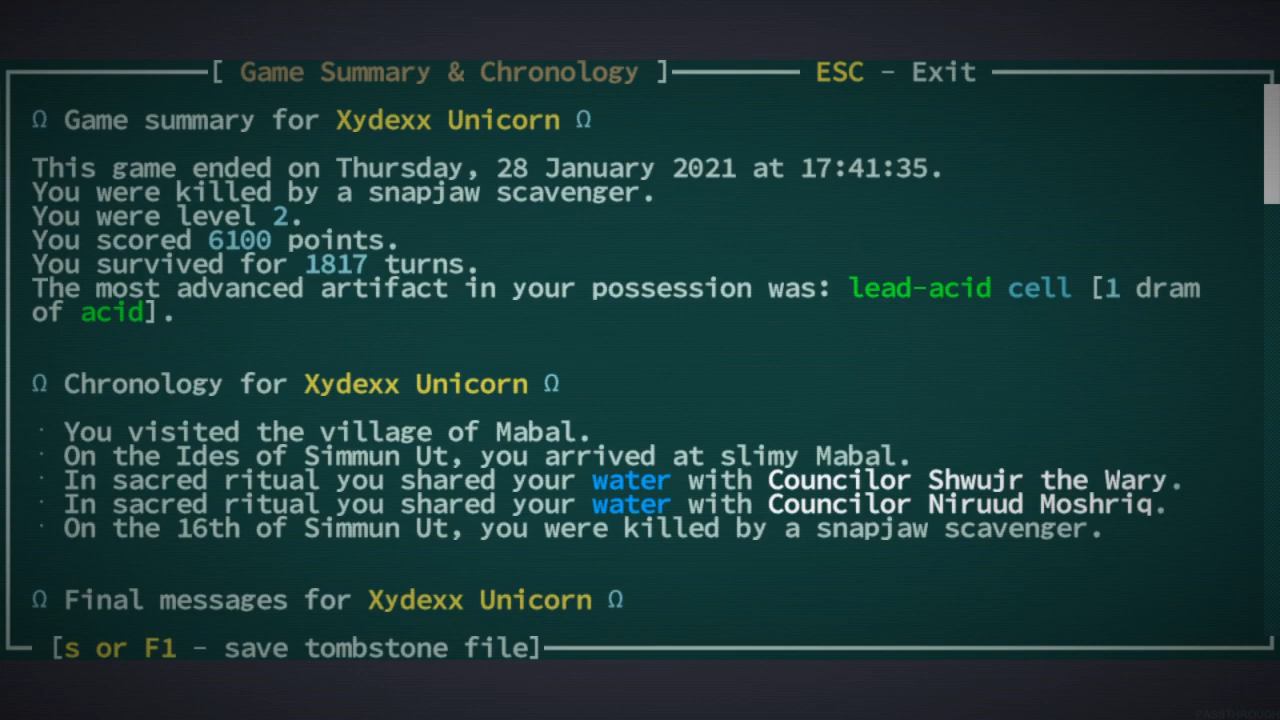 [ Game Summary & Chronology ] ESC - Exit
Ω Game summary for Xydexx Unicorn Ω
This game ended on Thursday, 28 January 2021 at 17:41:35.
You were killed by a snapjaw scavenger.
You were level 2.
You scored 6100 points.
You survived for 1817 turns.
The most advanced artifact in your possession was: lead-acid cell [1 dram
of acid].
Ω Chronology for Xydexx Unicorn Ω
· You visited the village of Mabal.
· On the Ides of Simmun Ut, you arrived at slimy Mabal.
· In sacred ritual you shared your water with Councilor Shwujr the Wary.
· In sacred ritual you shared your water with Councilor Niruud Moshriq.
· On the 16th of Simmun Ut, you were killed by a snapjaw scavenger.
Ω Final messages for Xydexx Unicorn Ω
[s or F1 - save tombstone file]